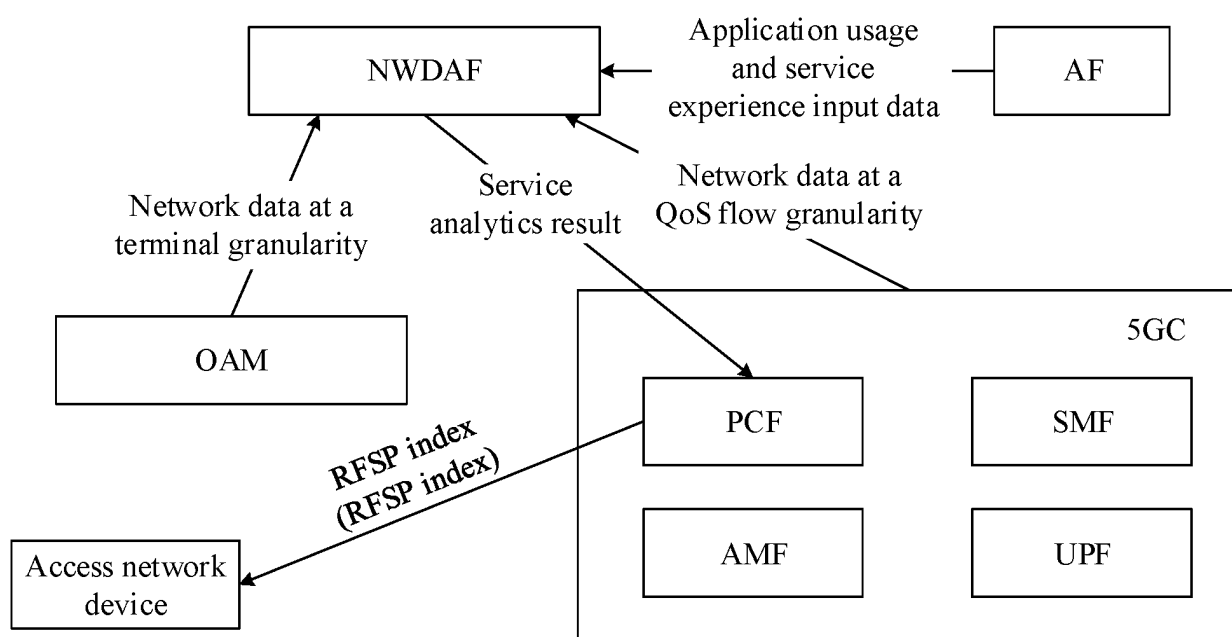 NWDAF
Application usage
and service
experience input data
AF
Network data at a
terminal granularity
Service
analytics result
Network data at a
QoS flow granularity
OAM
5GC
PCF
SMF
RFSP index
(RFSP index)
AMF
UPF
Access network
device